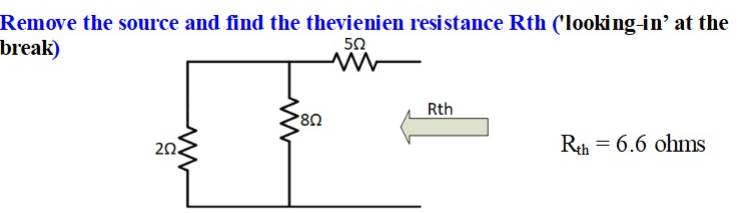 Remove the source and find the thevienien resistance Rth ('looking-in’ at the
break)
5Ω
Rth
8Ω
2Ω
Rth = 6.6 ohms